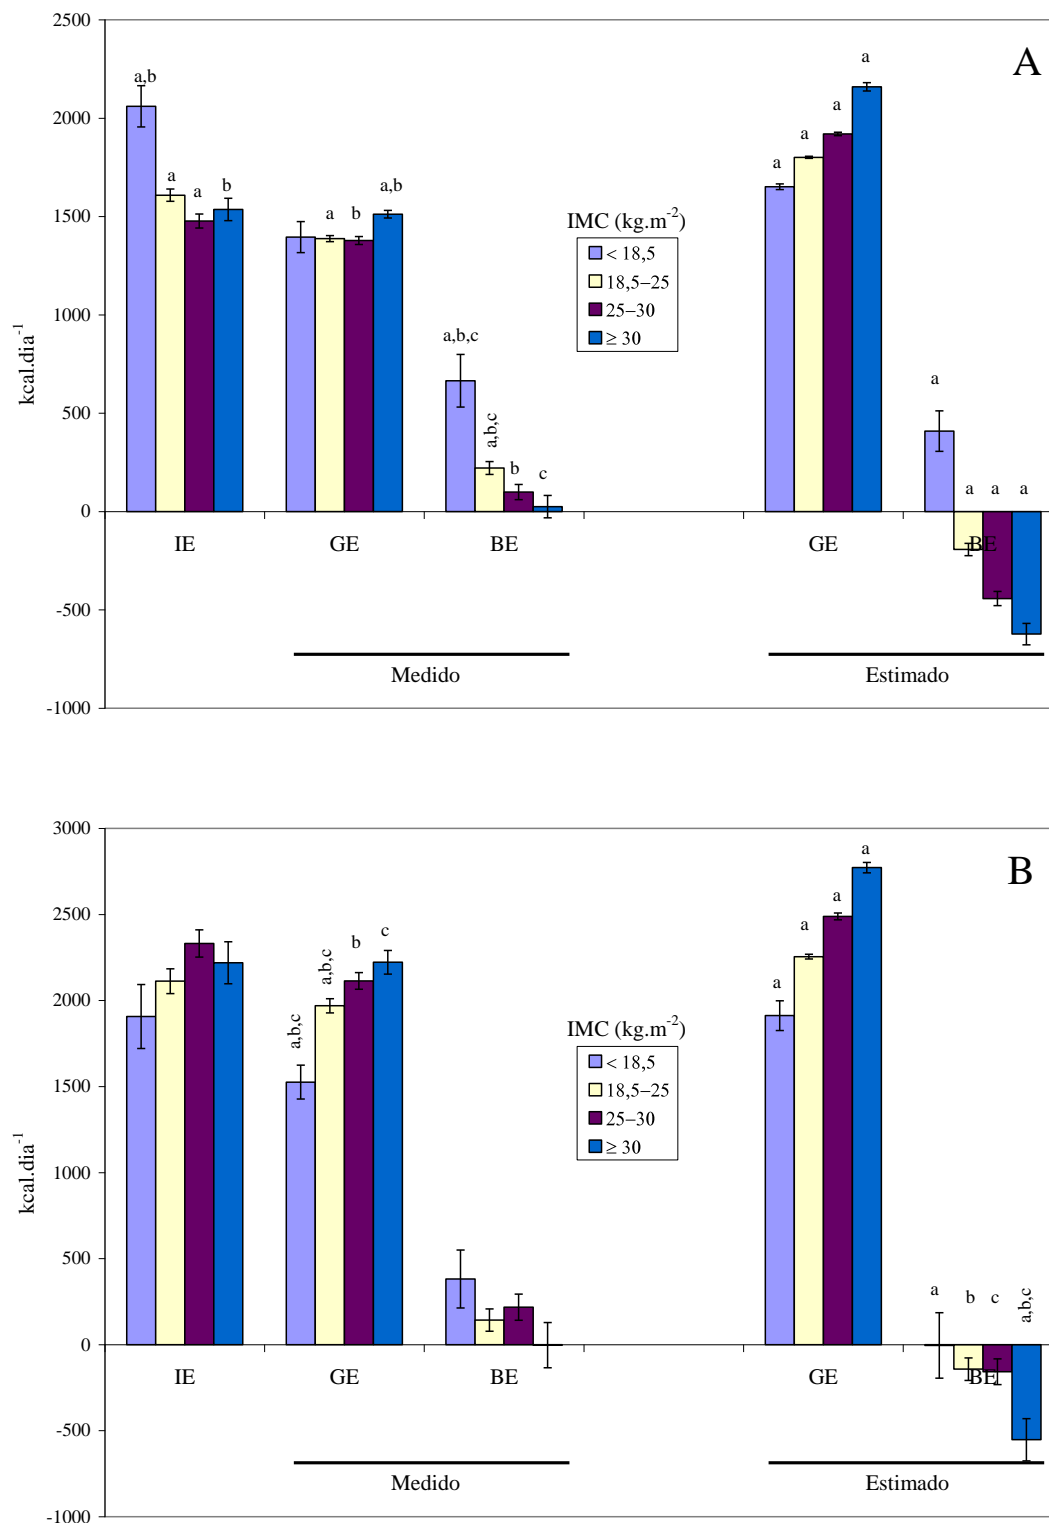 2500
A
a
a
a,b
2000
a
a
a
a,b
b
a
a
b
1500
IMC (kg.m-2)
< 18,5
18,5–25
25–30
≥ 30
1000
kcal.dia-1
a,b,c
a
500
a,b,c
b
c
a
a
a
0
IE
GE
BE
GE
BE
-500
Medido
Estimado
-1000
3000
B
a
a
2500
c
b
a
a,b,c
a
2000
a,b,c
IMC (kg.m-2)
< 18,5
18,5–25
25–30
≥ 30
1500
1000
kcal.dia-1
500
a
b
c
a,b,c
0
IE
GE
BE
GE
BE
-500
Medido
Estimado
-1000